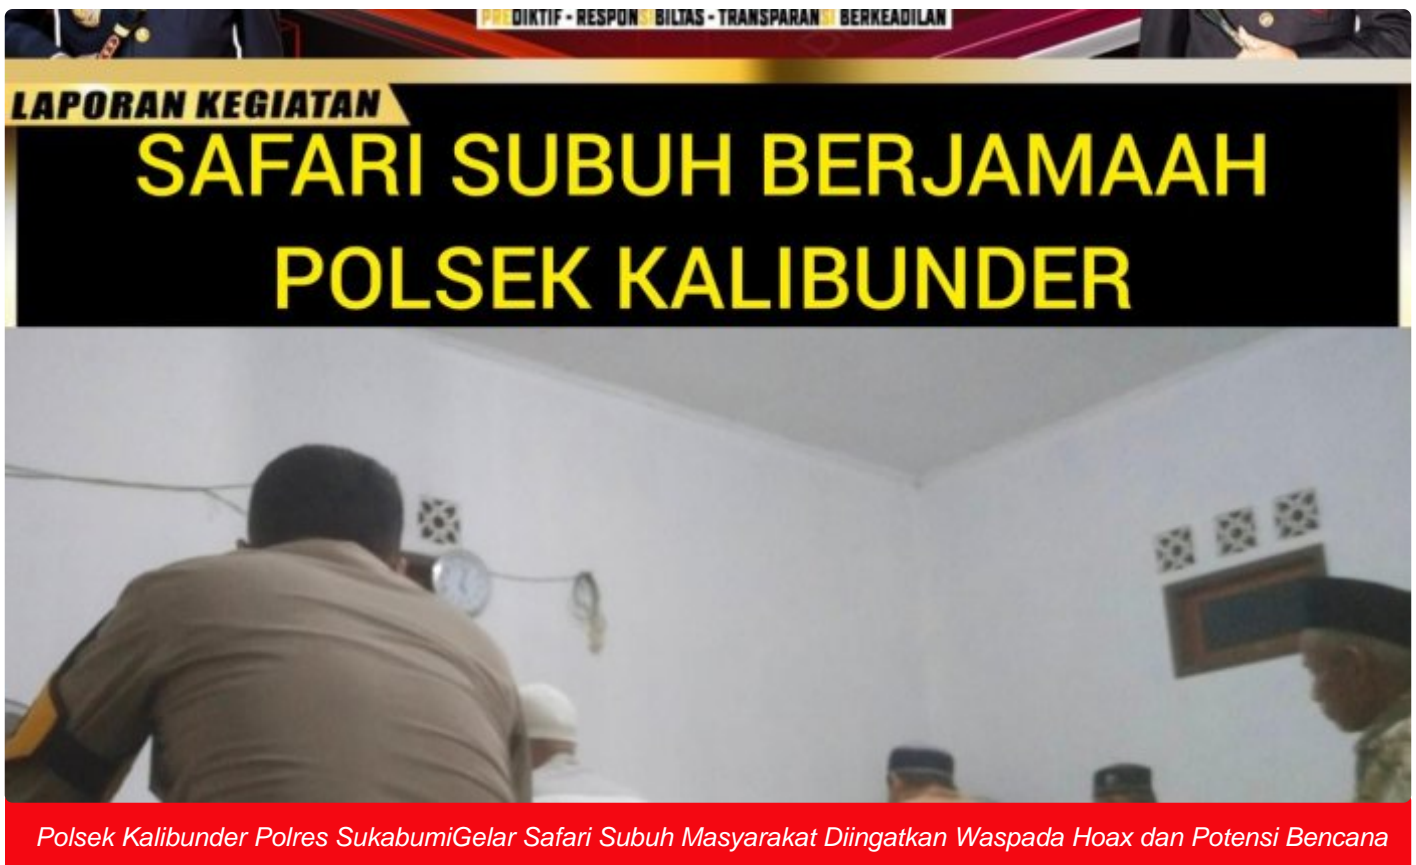 PREDIKTIF - RESPONSIBILTAS - TRANSPARANSI BERKEADILAN
LAPORAN KEGIATAN
SAFARI SUBUH BERJAMAAH
POLSEK KALIBUNDER
Polsek Kalibunder Polres SukabumiGelar Safari Subuh Masyarakat Diingatkan Waspada Hoax dan Potensi Bencana